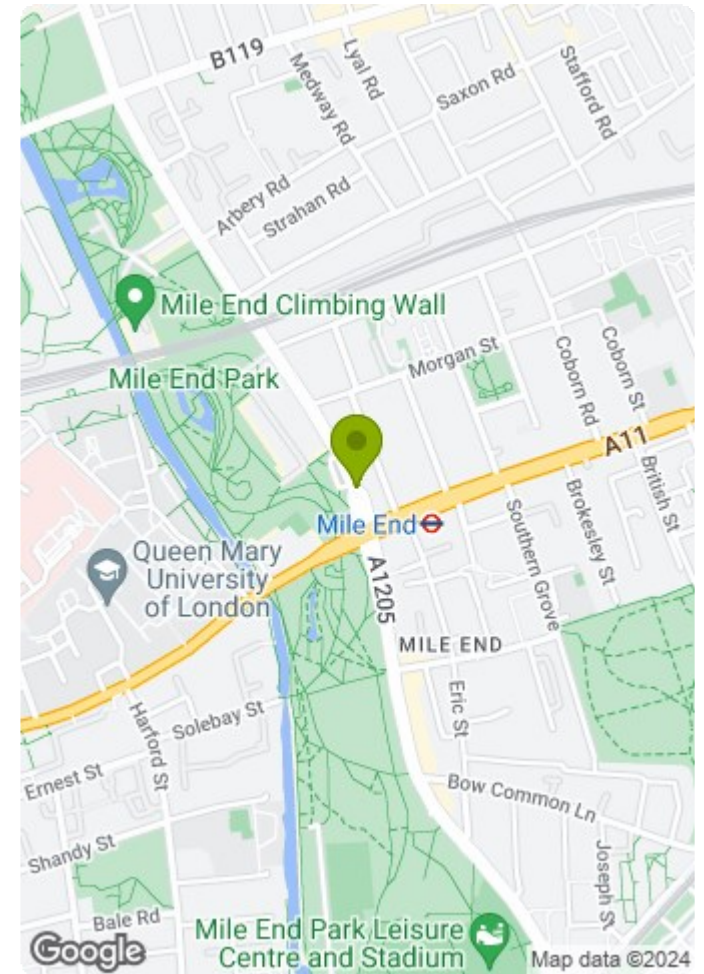 B119
Lyal Rd
Medway Rd
Saxon Rd
Stafford Rd
Arbery Rd
Strahan Rd
Mile End Climbing Wall
Mile End Park
Morgan St
Coborn Rd
Coborn St
A11
Mile End
A1205
Southern Grove
Brokesley St
British St
Queen Mary
University
of London
MILE END
Harford St
Solebay St
Eric St
Ernest St
Bow Common Ln
Shandy St
Joseph St
Bale Rd
Mile End Park Leisure
Centre and Stadium
Google
Map data ©2024